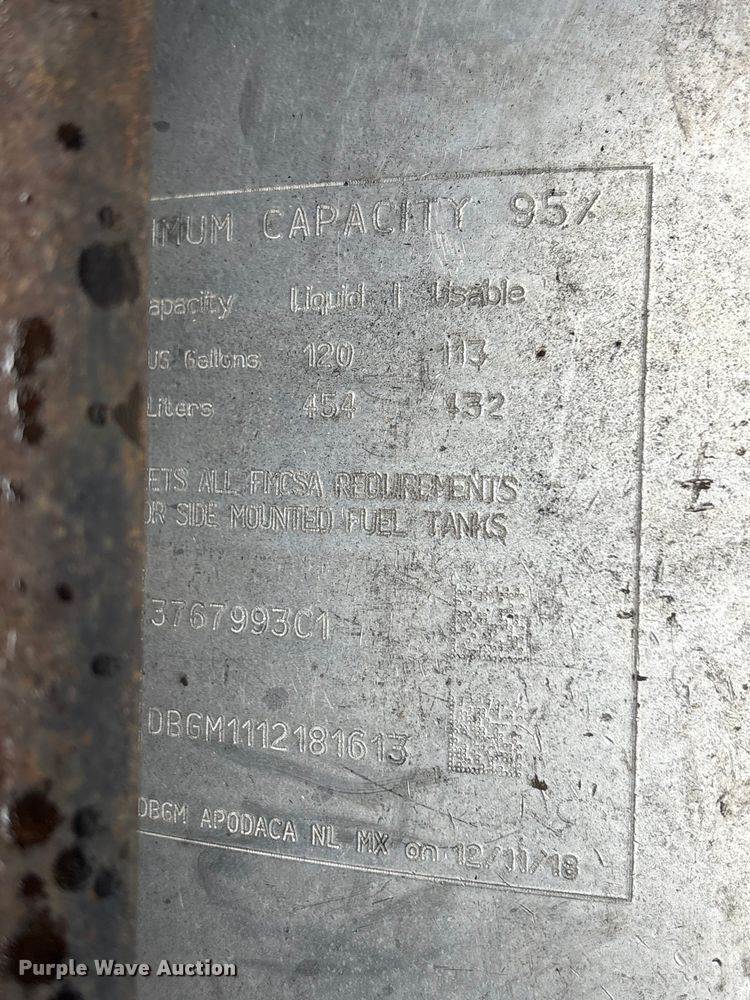 IMUM CAPACITY 95%
apacity Liquid | Usable
US Gallons 120 113
Liters 454 432
ETS ALL FMCSA REQUIREMENTS
OR SIDE MOUNTED FUEL TANKS
3767993C1
DBGM1112181613
DBGM APODACA NL MX on 12/11/18
Purple Wave Auction